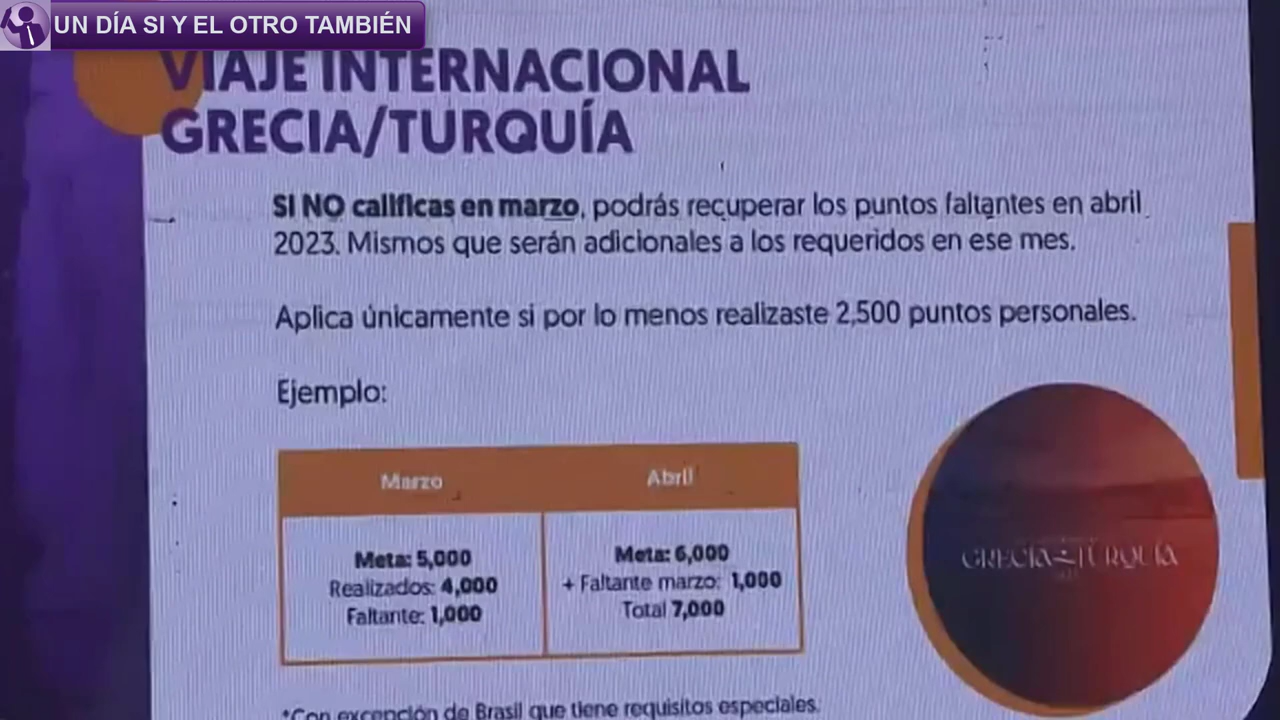 UN DÍA SI Y EL OTRO TAMBIÉN
VIAJE INTERNACIONAL
GRECIA/TURQUÍA
SI NO calificas en marzo, podrás recuperar los puntos faltantes en abril
2023. Mismos que serán adicionales a los requeridos en ese mes.
Aplica únicamente si por lo menos realizaste 2,500 puntos personales.
Ejemplo:
Marzo
Abril
Meta: 5,000
Realizados: 4,000
Faltante: 1,000
Meta: 6,000
+ Faltante marzo: 1,000
Total 7,000
GRECIA TURQUÍA
*Con excepción de Brasil que tiene requisitos especiales.